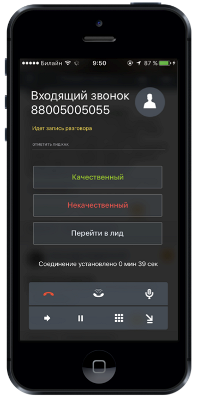 Билайн 9:50 87 %
Входящий звонок
88005005055
Идет запись разговора
Качественный
Некачественный
Перейти в лид
Соединение установлено 0 мин 39 сек